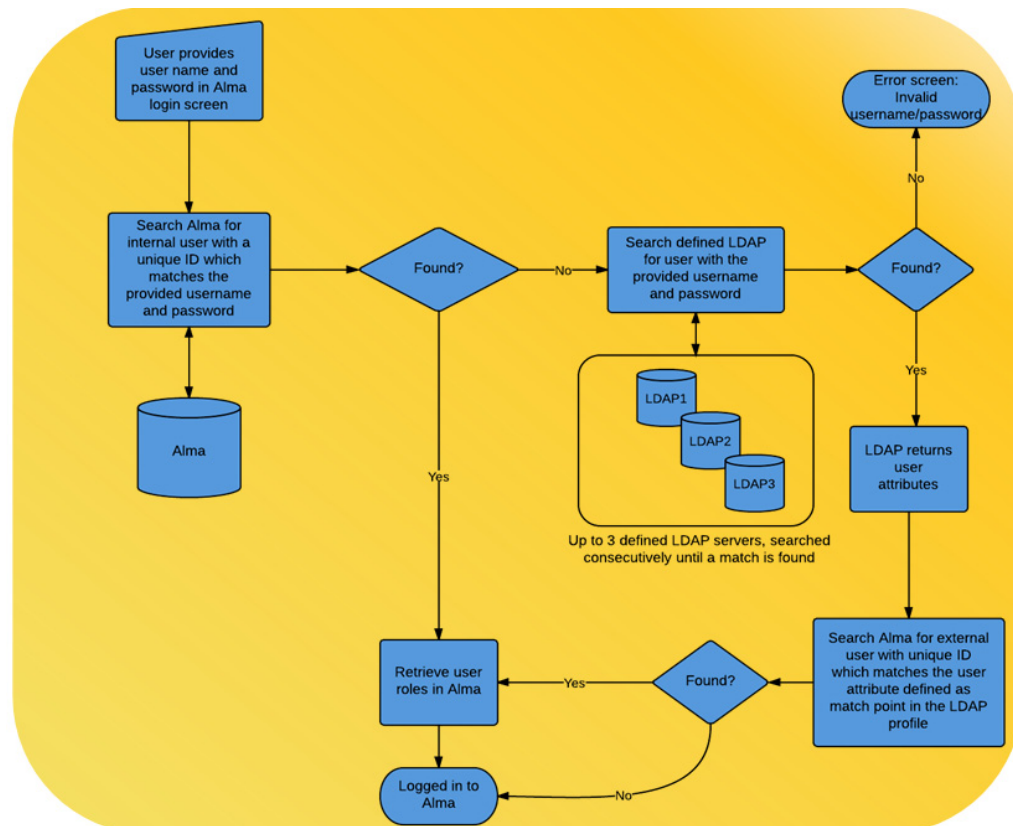 User provides
user name and
password in Alma
login screen
Error screen:
Invalid
username/password
No
Search Alma for
internal user with a
unique ID which
matches the
provided username
and password
Found?
No
Search defined LDAP
for user with the
provided username
and password
Found?
Yes
Alma
LDAP1
LDAP2
LDAP3
Up to 3 defined LDAP servers, searched
consecutively until a match is found
LDAP returns
user
attributes
Yes
Retrieve user
roles in Alma
Yes
Found?
Search Alma for external
user with unique ID
which matches the user
attribute defined as
match point in the LDAP
profile
Logged in to
Alma
No